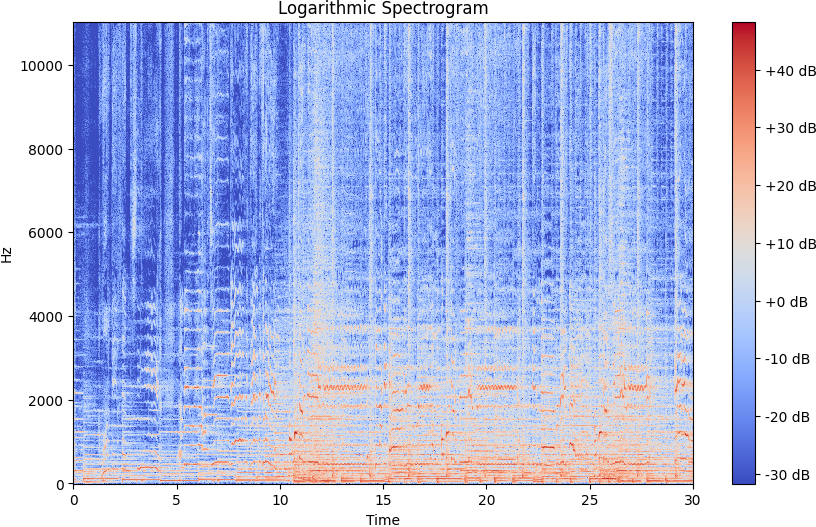 Logarithmic Spectrogram
Hz
10000
8000
6000
4000
2000
0
0 5 10 15 20 25 30
Time
+40 dB
+30 dB
+20 dB
+10 dB
+0 dB
-10 dB
-20 dB
-30 dB